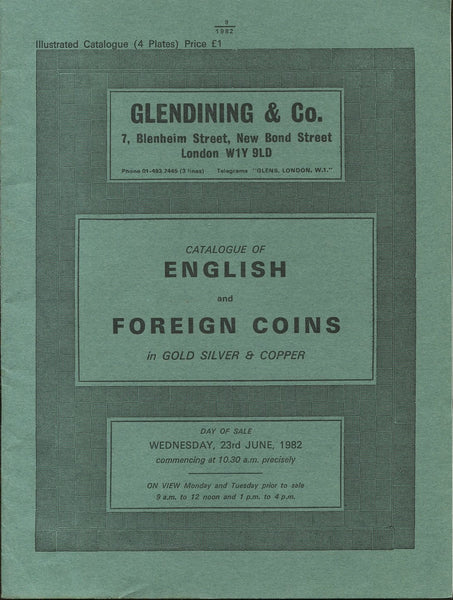 9
1982
Illustrated Catalogue (4 Plates) Price £1
GLENDINING & Co.
7, Blenheim Street, New Bond Street
London W1Y 9LD
Phone 01-493 2445 (3 lines) Telegrams "GLENS, LONDON, W.1."
CATALOGUE OF
ENGLISH
and
FOREIGN COINS
in GOLD SILVER & COPPER
DAY OF SALE
WEDNESDAY, 23rd JUNE, 1982
commencing at 10.30 a.m. precisely
ON VIEW Monday and Tuesday prior to sale
9 a.m. to 12 noon and 1 p.m. to 4 p.m.